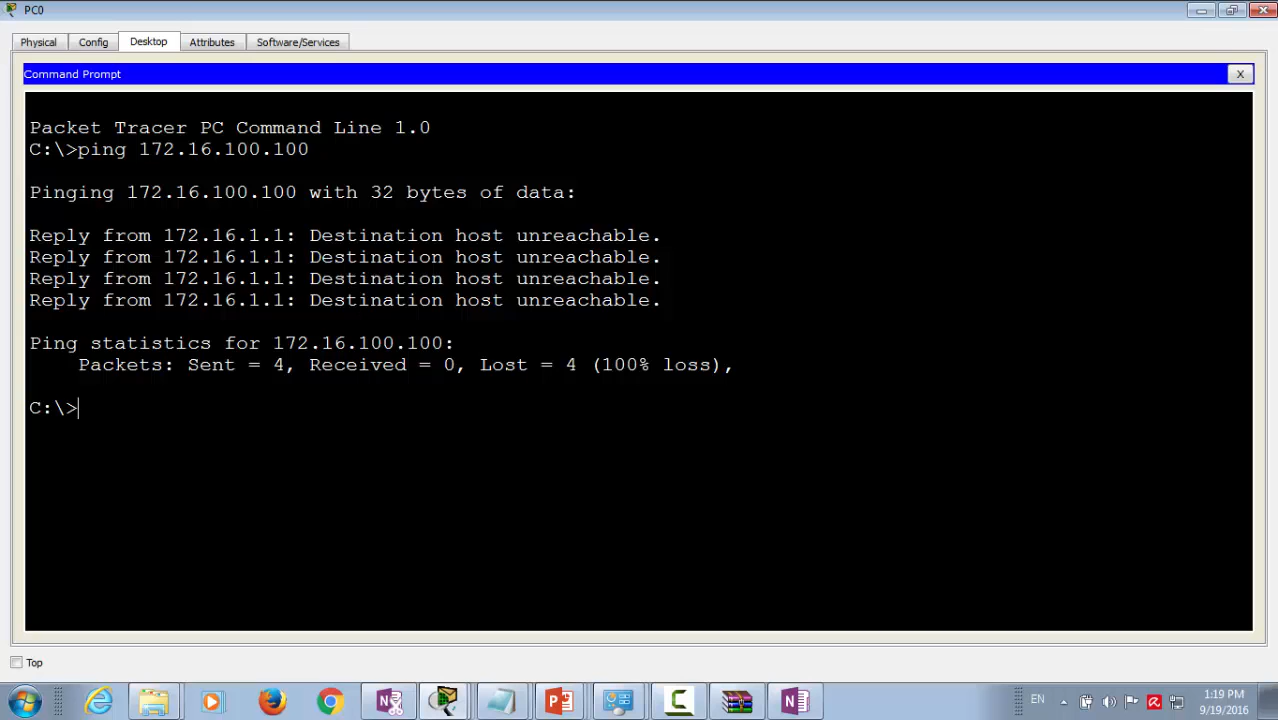 PC0
Physical Config Desktop Attributes Software/Services
Command Prompt X
Packet Tracer PC Command Line 1.0
C:\>ping 172.16.100.100
Pinging 172.16.100.100 with 32 bytes of data:
Reply from 172.16.1.1: Destination host unreachable.
Reply from 172.16.1.1: Destination host unreachable.
Reply from 172.16.1.1: Destination host unreachable.
Reply from 172.16.1.1: Destination host unreachable.
Ping statistics for 172.16.100.100:
Packets: Sent = 4, Received = 0, Lost = 4 (100% loss),
C:\>
Top
EN
1:19 PM
9/19/2016